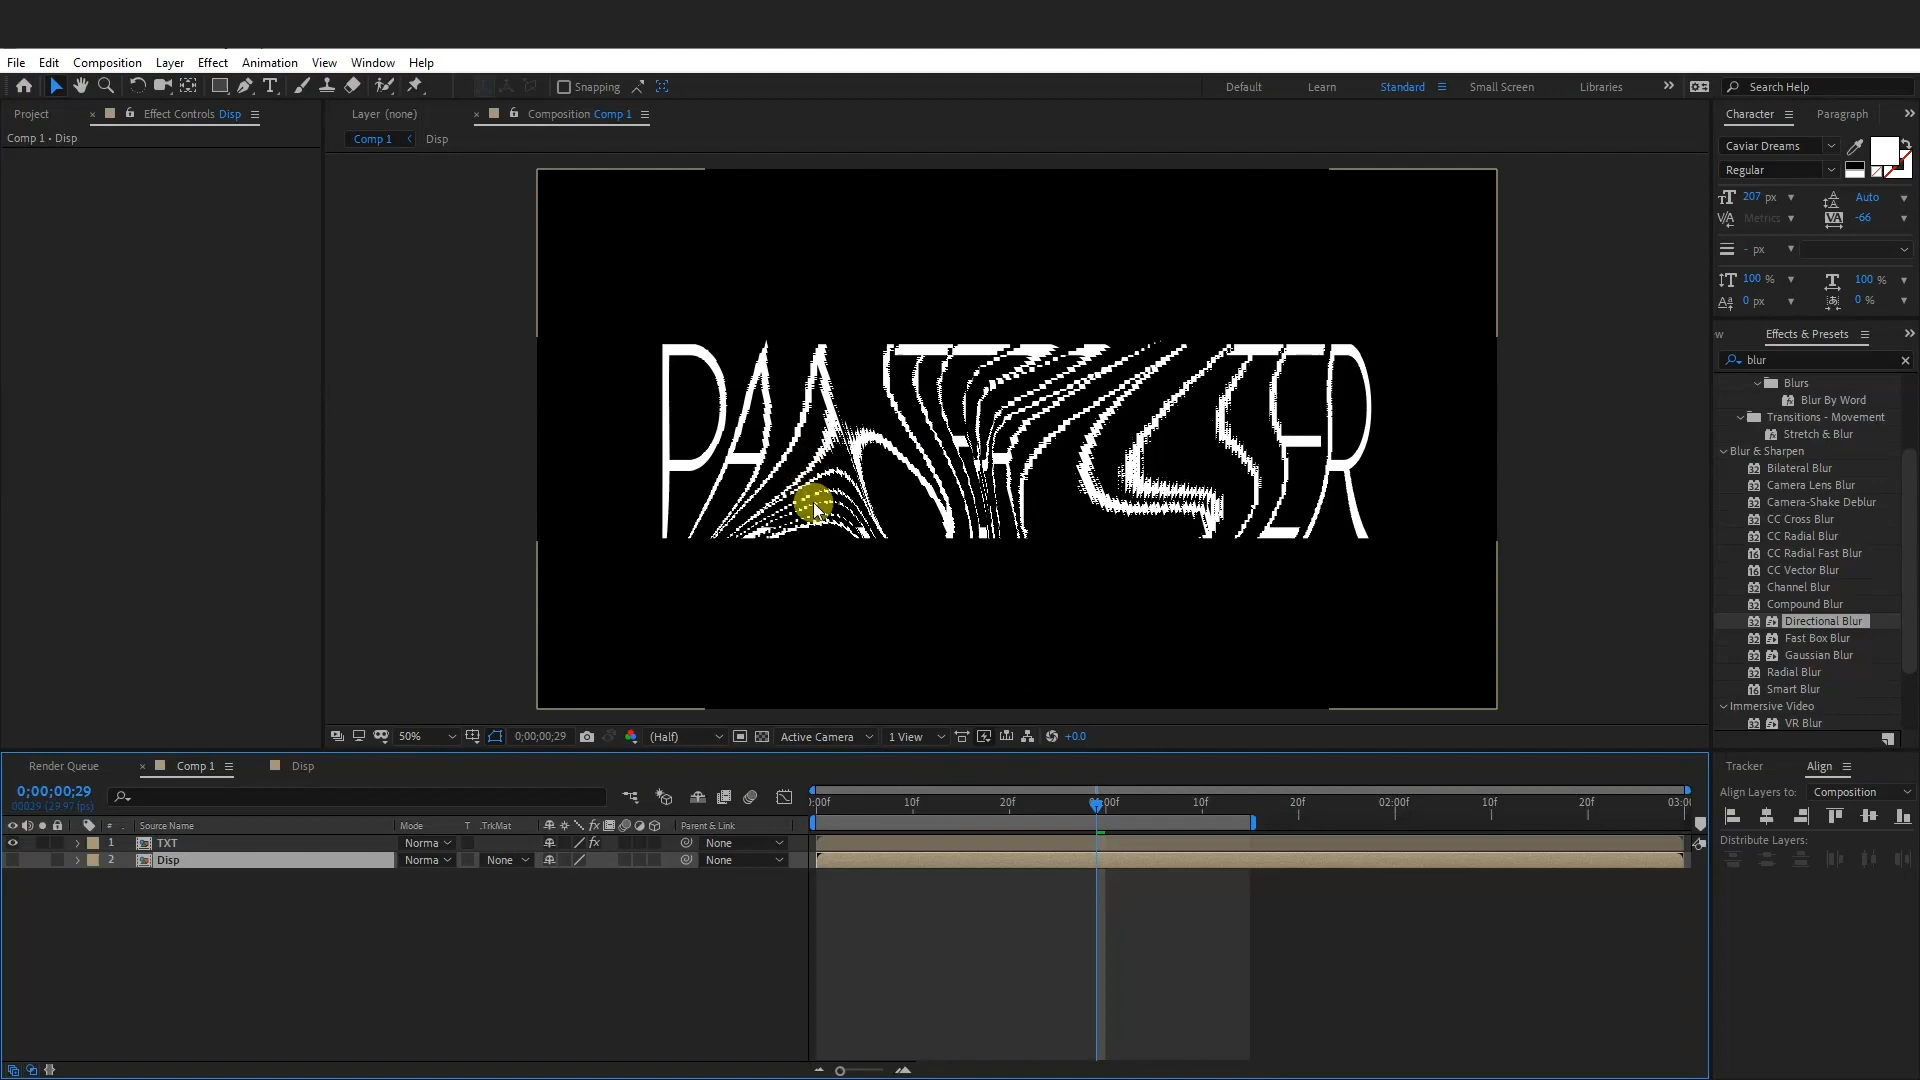 File Edit Composition Layer Effect Animation View Window Help
Snapping
Default Learn Standard Small Screen Libraries
Search Help
Project
Effect Controls Disp
Layer (none)
Composition Comp 1
Character
Paragraph
Comp 1 • Disp
Comp 1
Disp
Caviar Dreams
Regular
207 px
Auto
Metrics
-66
- px
100 %
100 %
0 px
0 %
Effects & Presets
blur
Blurs
Blur By Word
Transitions - Movement
Stretch & Blur
Blur & Sharpen
Bilateral Blur
Camera Lens Blur
Camera-Shake Deblur
CC Cross Blur
CC Radial Blur
CC Radial Fast Blur
CC Vector Blur
Channel Blur
Compound Blur
Directional Blur
Fast Box Blur
Gaussian Blur
Radial Blur
Smart Blur
Immersive Video
VR Blur
50%
0;00;00;29
(Half)
Active Camera
1 View
+0.0
Render Queue
Comp 1
Disp
Tracker
Align
0;00;00;29
00029 (29.97 fps)
Align Layers to: Composition
:00f 10f 20f 10f 20f 02:00f 10f 20f 03:0
# Source Name Mode T .TrkMat Parent & Link
1 TXT Norma None
2 Disp Norma None None
Distribute Layers: